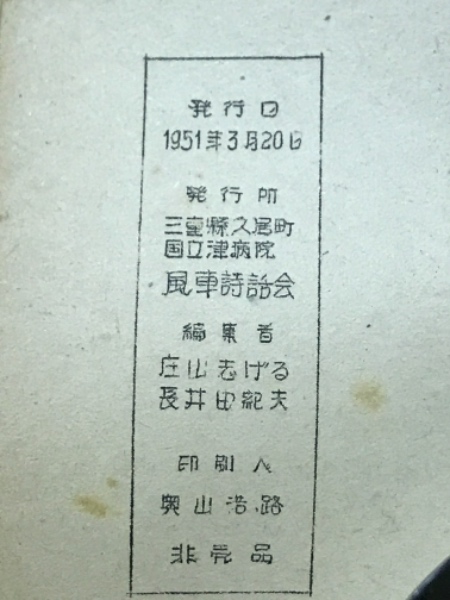 発行日
1951年3月20日
発行所
三重縣久居町
国立津病院
風車詩話会
編集者
庄山志げる
長井由紀夫
印刷人
奥山浩路
非売品